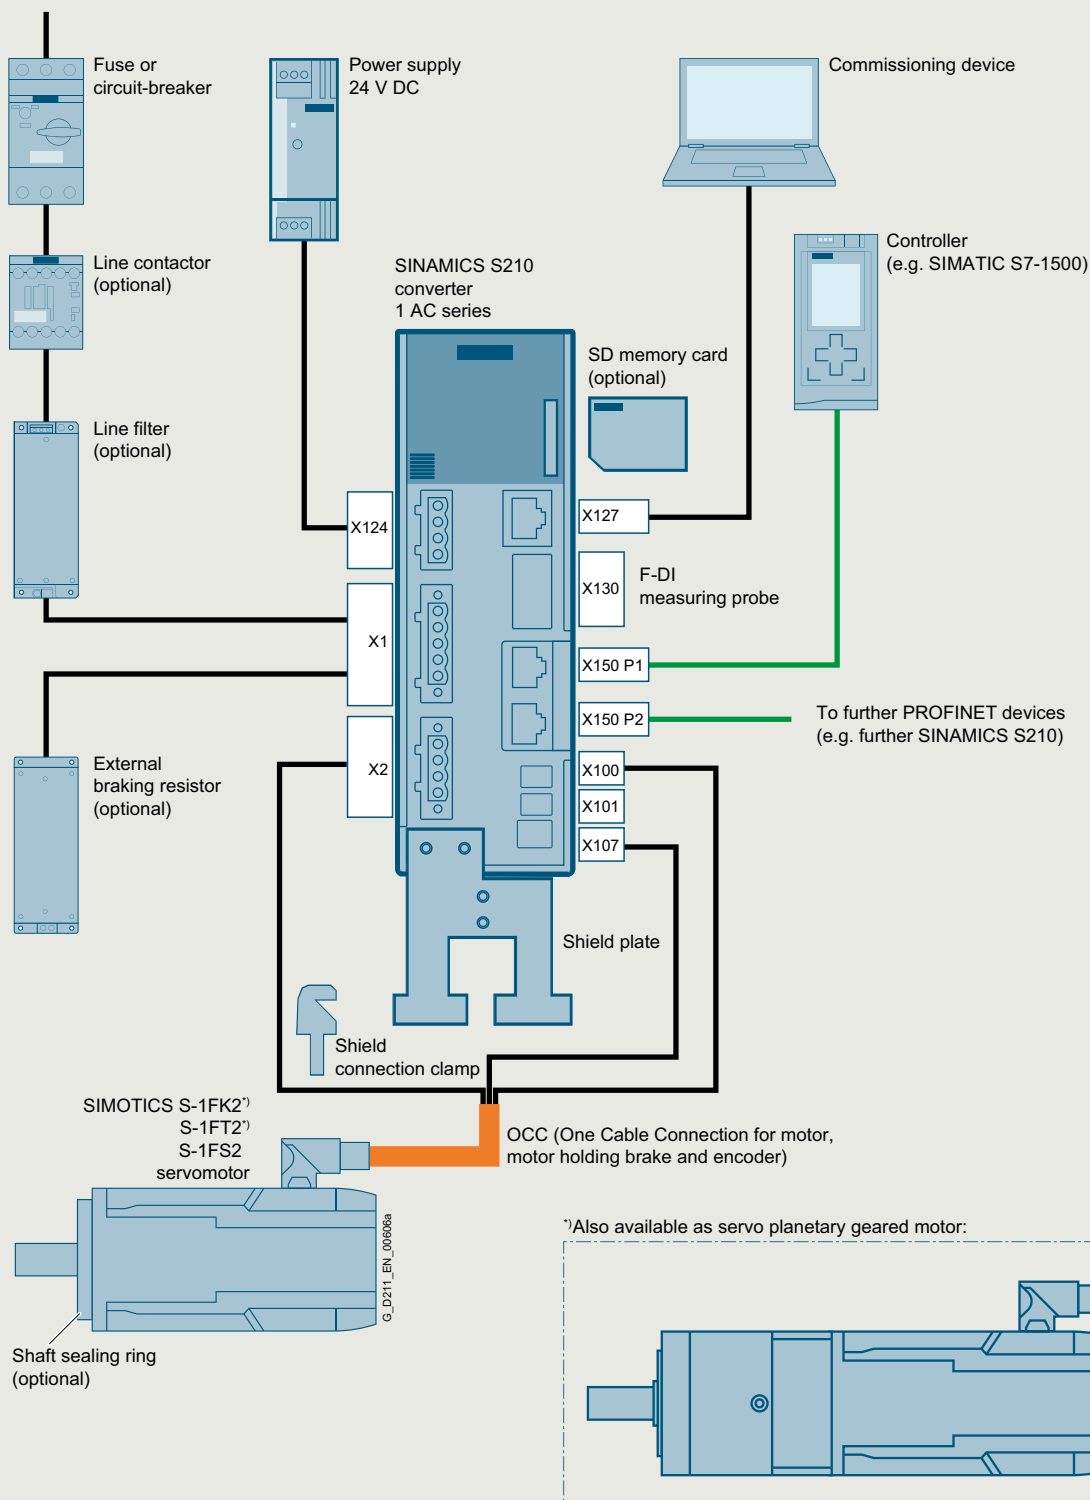 Fuse or
circuit-breaker
Power supply
24 V DC
Commissioning device
Line contactor
(optional)
SINAMICS S210
converter
1 AC series
Controller
(e.g. SIMATIC S7-1500)
SD memory card
(optional)
Line filter
(optional)
X124
X127
X130
F-DI
measuring probe
X1
X150 P1
X150 P2
To further PROFINET devices
(e.g. further SINAMICS S210)
X2
X100
X101
X107
External
braking resistor
(optional)
Shield plate
Shield
connection clamp
SIMOTICS S-1FK2*)
S-1FT2*)
S-1FS2
servomotor
OCC (One Cable Connection for motor,
motor holding brake and encoder)
G_D211_EN_00606a
*)Also available as servo planetary geared motor:
Shaft sealing ring
(optional)